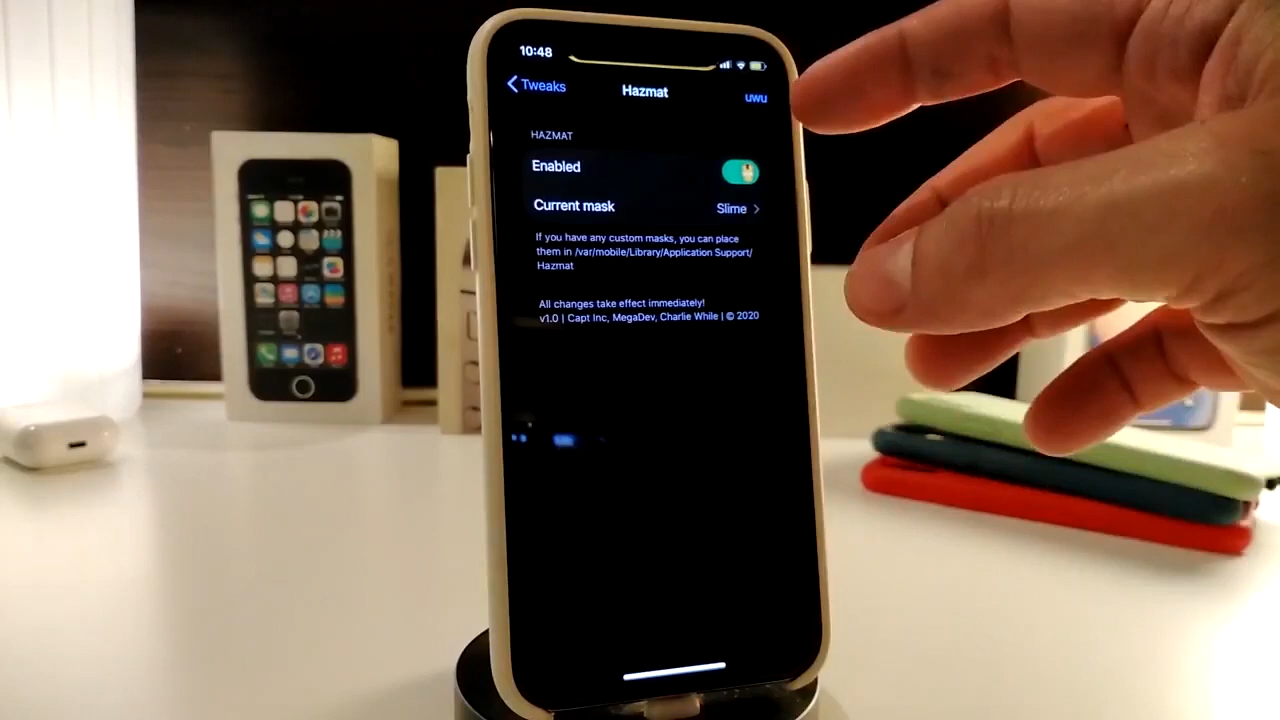 10:48
Tweaks
Hazmat
uwu
HAZMAT
Enabled
Current mask
Slime
If you have any custom masks, you can place
them in /var/mobile/Library/Application Support/
Hazmat
All changes take effect immediately!
v1.0 | Capt Inc, MegaDev, Charlie While | © 2020